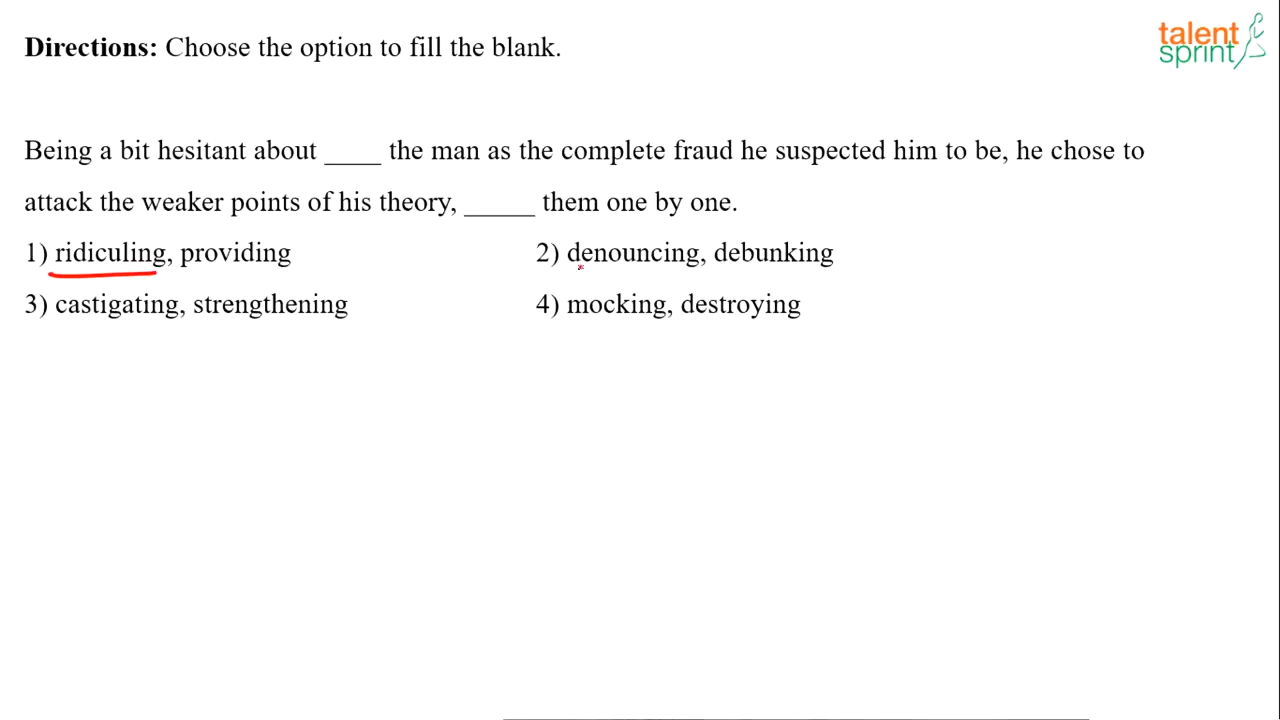 Directions: Choose the option to fill the blank.
talent
sprint
Being a bit hesitant about ____ the man as the complete fraud he suspected him to be, he chose to
attack the weaker points of his theory, _____ them one by one.
1) ridiculing, providing 2) denouncing, debunking
3) castigating, strengthening 4) mocking, destroying